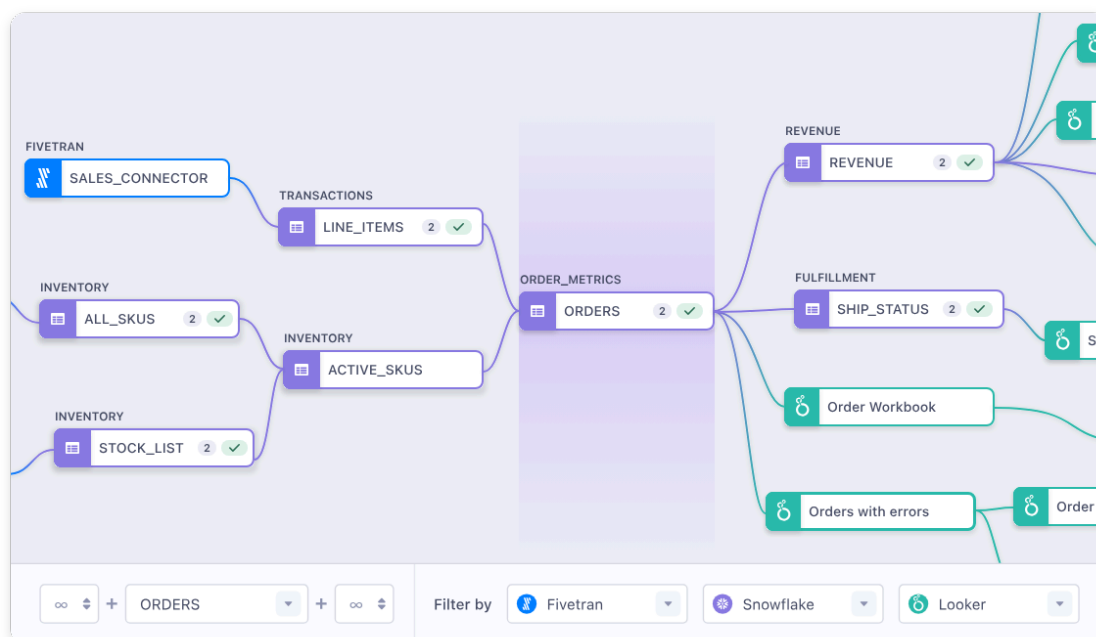 REVENUE
REVENUE 2
FIVETRAN
SALES_CONNECTOR
TRANSACTIONS
LINE_ITEMS 2
ORDER_METRICS
ORDERS 2
FULFILLMENT
SHIP_STATUS 2
S
INVENTORY
ALL_SKUS 2
INVENTORY
ACTIVE_SKUS
INVENTORY
STOCK_LIST 2
Order Workbook
Orders with errors
Order
∞ + ORDERS + ∞
Filter by Fivetran Snowflake Looker